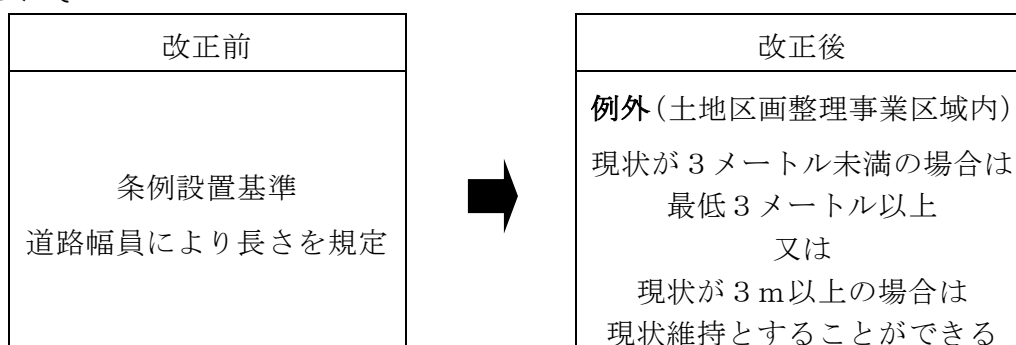 改正前
条例設置基準
道路幅員により長さを規定
改正後
例外(土地区画整理事業区域内)
現状が３メートル未満の場合は
最低３メートル以上
又は
現状が３ｍ以上の場合は
現状維持とすることができる